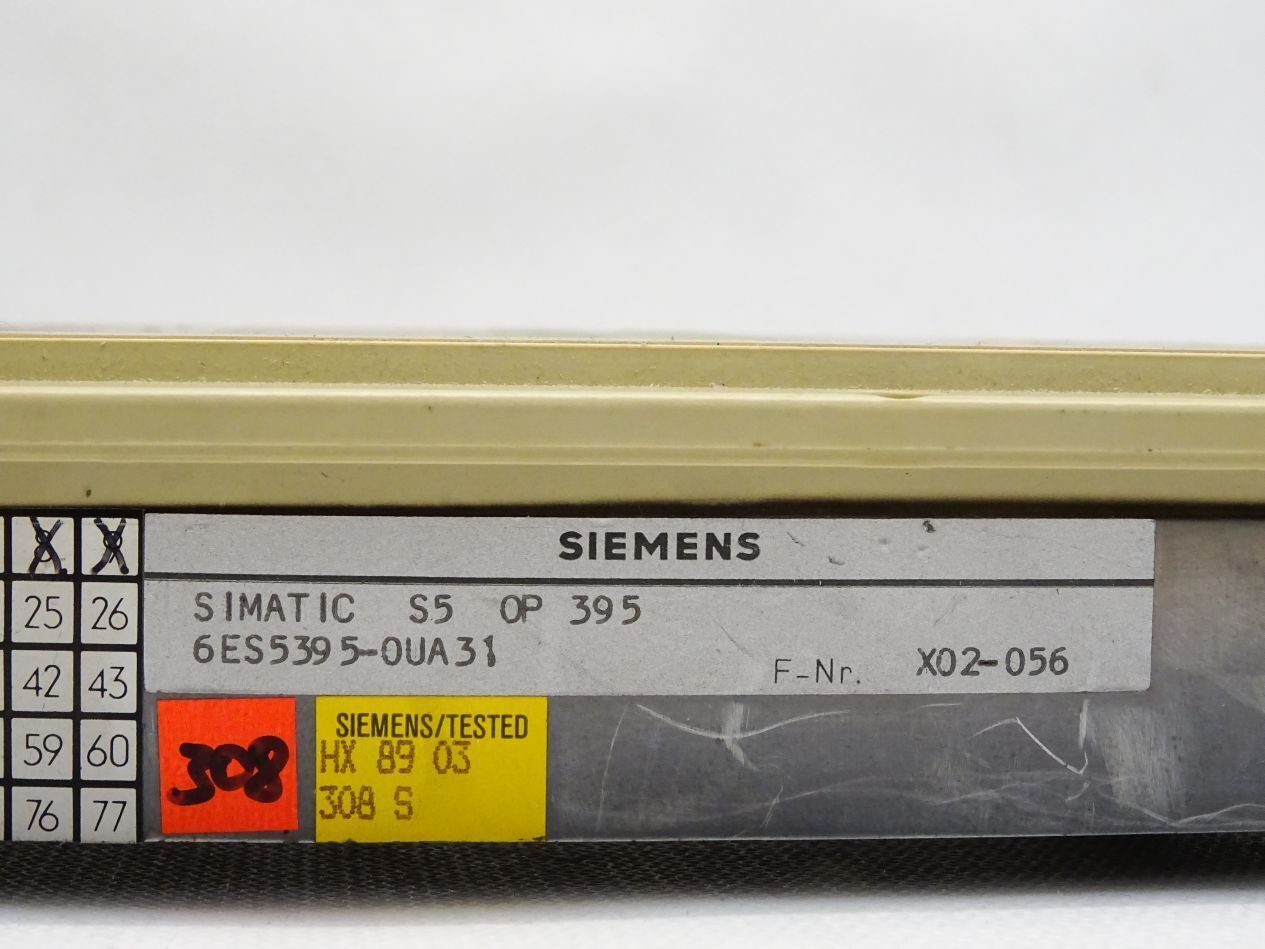 SIEMENS
SIMATIC S5 OP 395
6ES5395-0UA31
F-Nr. X02-056
25 26
42 43
59 60
76 77
308
SIEMENS/TESTED
HX 89 03
308 S